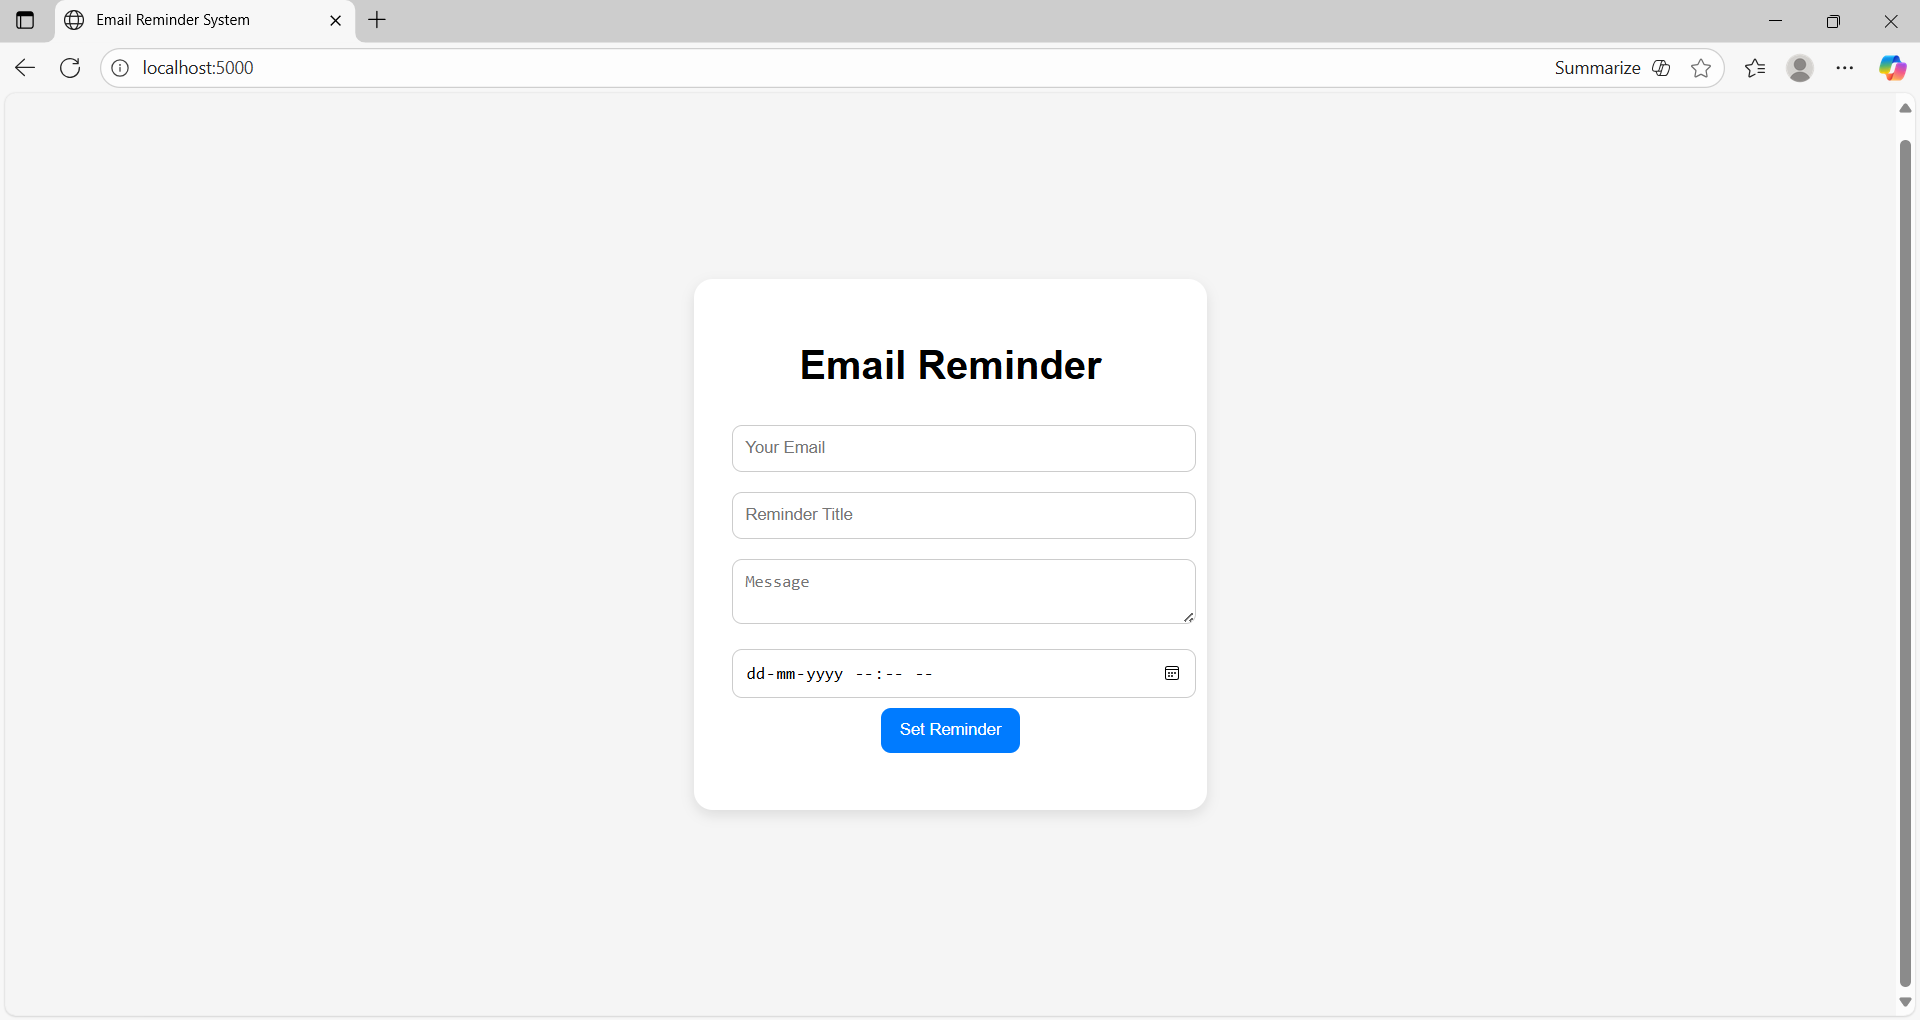 Email Reminder System
localhost:5000
Summarize
Email Reminder
Your Email
Reminder Title
Message
dd-mm-yyyy --:-- --
Set Reminder